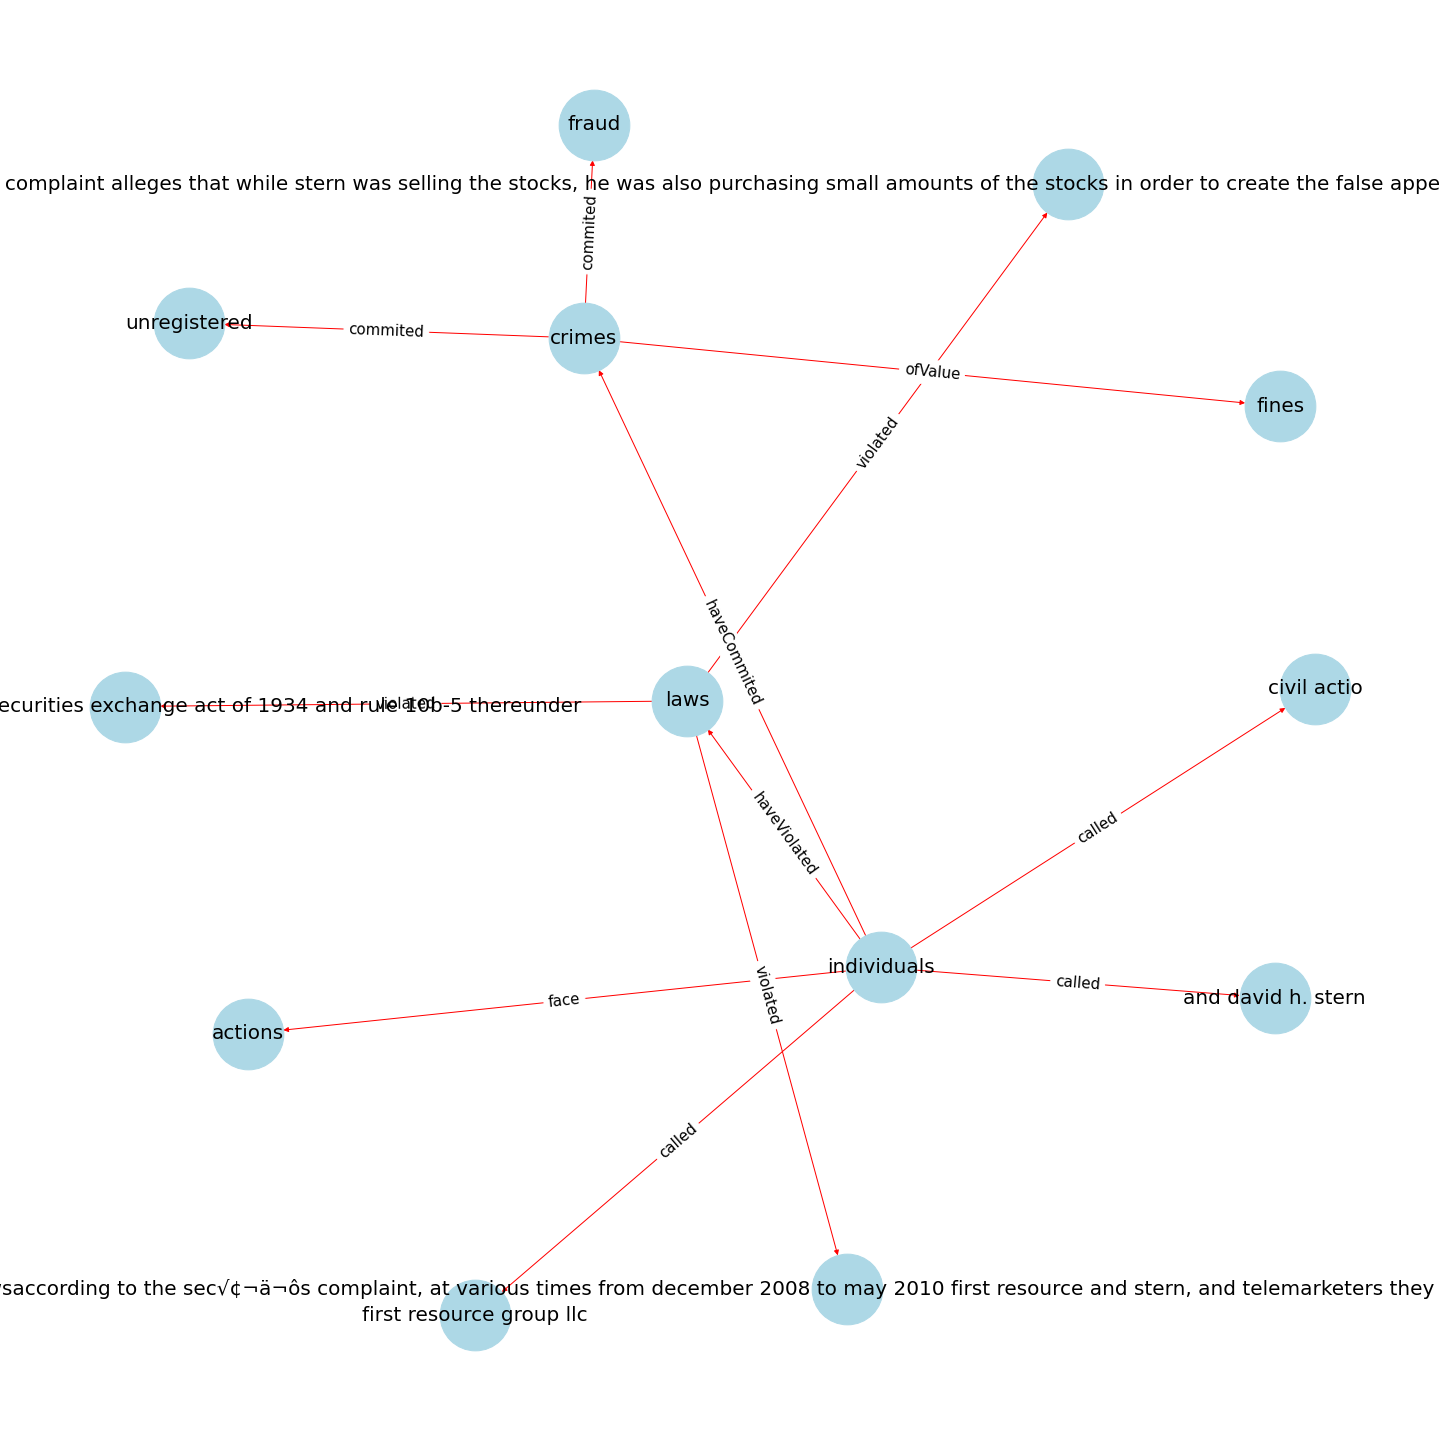 fraud
complaint alleges that while stern was selling the stocks, he was also purchasing small amounts of the stocks in order to create the false appe
commited
unregistered
commited
crimes
ofValue
fines
violated
haveCommited
civil actio
laws
ecurities exchange act of 1934 and rule 10b-5 thereunder
violated
haveViolated
called
individuals
called
and david h. stern
violated
face
actions
called
saccording to the sec√¢¬ä¬ôs complaint, at various times from december 2008 to may 2010 first resource and stern, and telemarketers they
first resource group llc